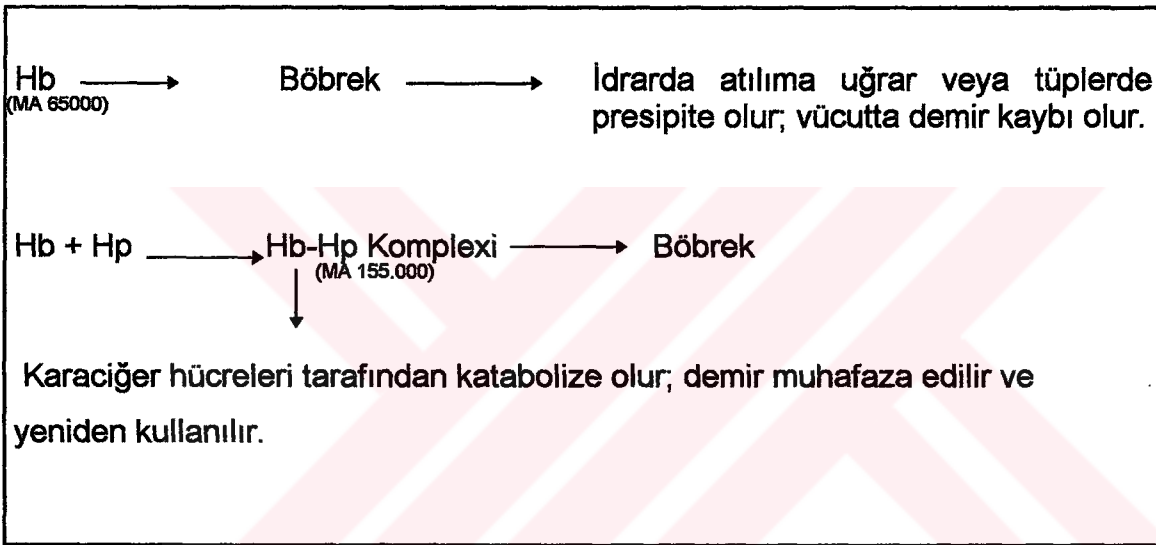 Hb Böbrek İdrarda atılıma uğrar veya tüplerde
(MA 65000) presipite olur; vücutta demir kaybı olur.
Hb + Hp Hb-Hp Komplexi Böbrek
(MA 155.000)
Karaciğer hücreleri tarafından katabolize olur; demir muhafaza edilir ve
yeniden kullanılır.